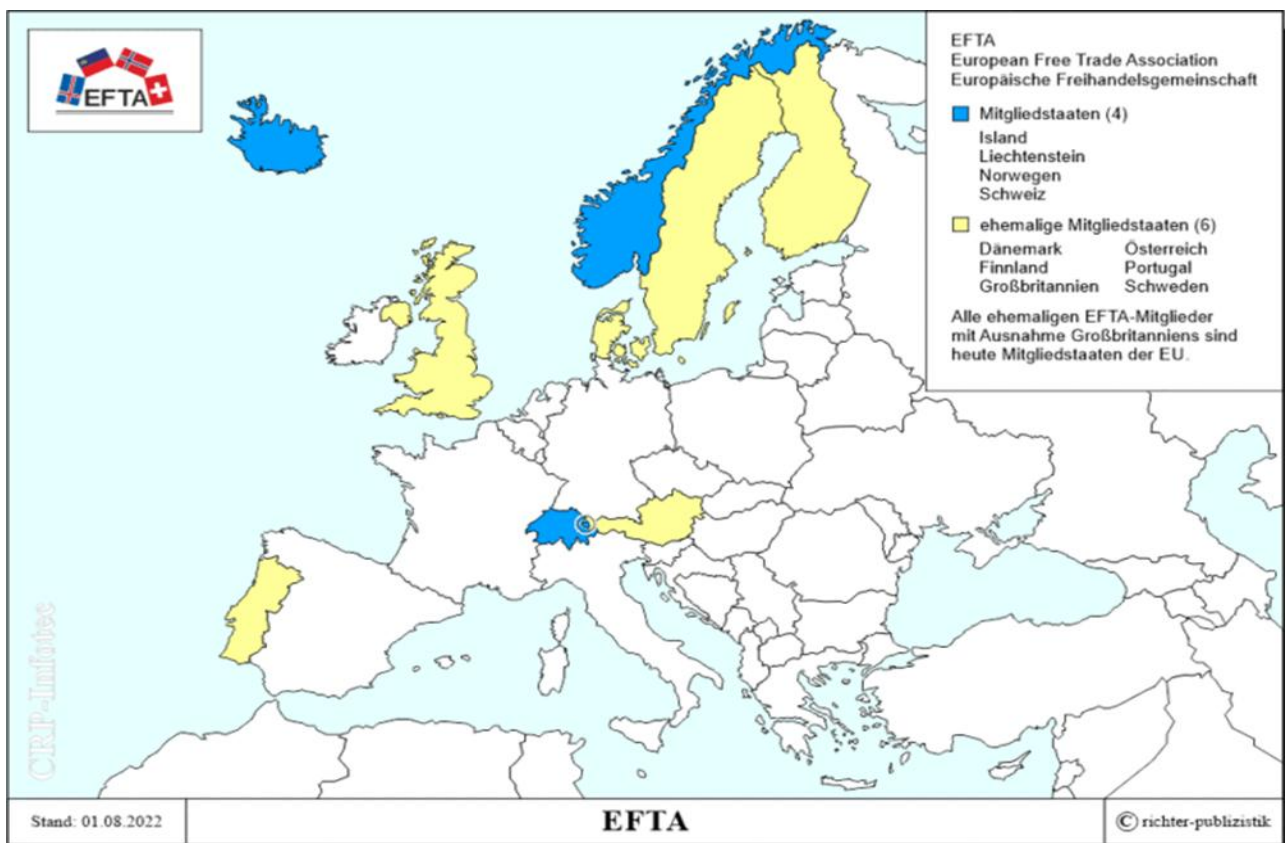 EFTA
EFTA
European Free Trade Association
Europäische Freihandelsgemeinschaft
Mitgliedstaaten (4)
Island
Liechtenstein
Norwegen
Schweiz
ehemalige Mitgliedstaaten (6)
Dänemark Österreich
Finnland Portugal
Großbritannien Schweden
Alle ehemaligen EFTA-Mitglieder
mit Ausnahme Großbritanniens sind
heute Mitgliedstaaten der EU.
CRP-Infotec
Stand: 01.08.2022
EFTA
© richter-publizistik